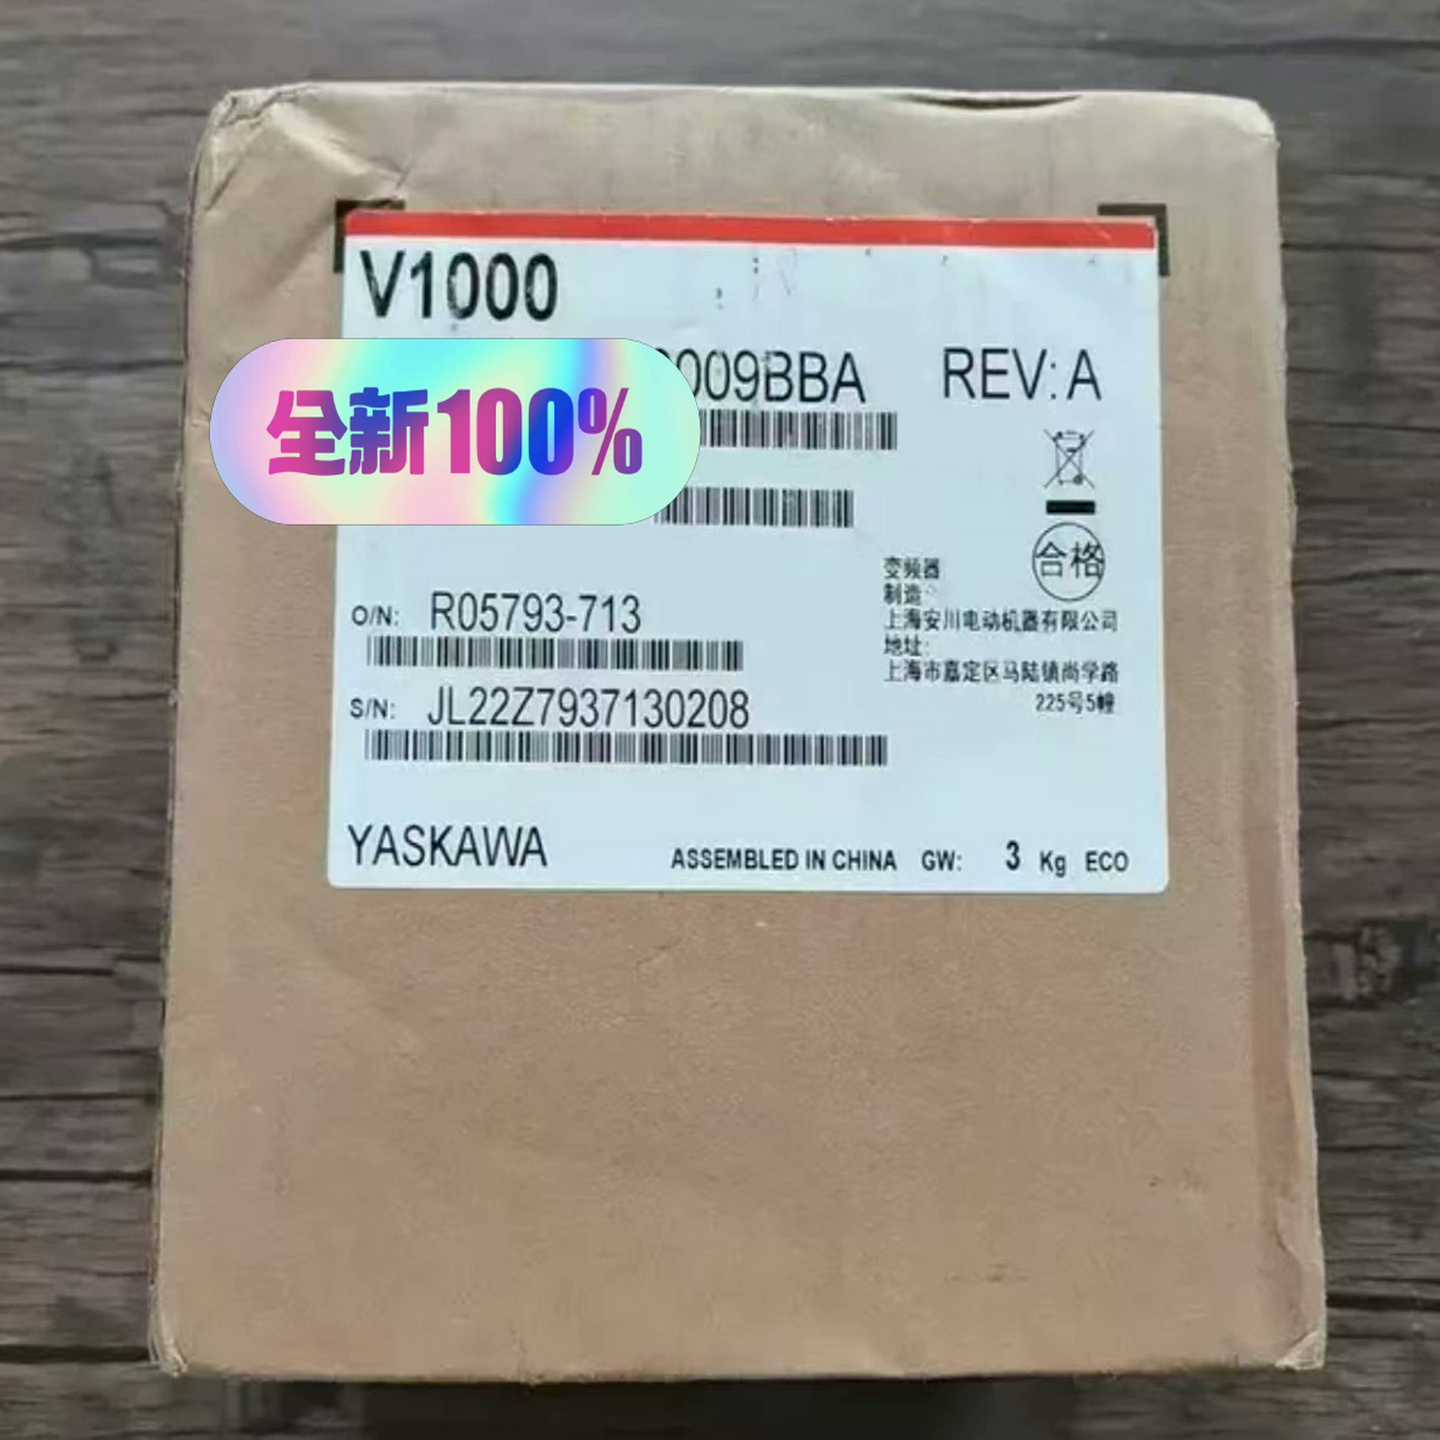 V1000
009BBA REV: A
全新100%
合格
变频器
制造:
上海安川电动机器有限公司
地址:
上海市嘉定区马陆镇尚学路
225号5幢
O/N: R05793-713
S/N: JL22Z7937130208
YASKAWA
ASSEMBLED IN CHINA GW: 3 Kg ECO